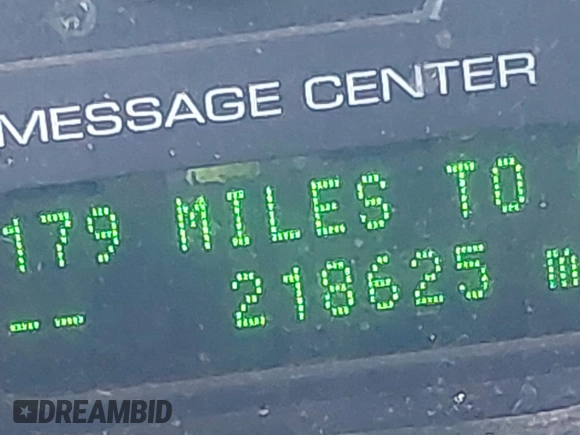 MESSAGE CENTER
179 MILES TO
-- 218625 m
DREAMBID